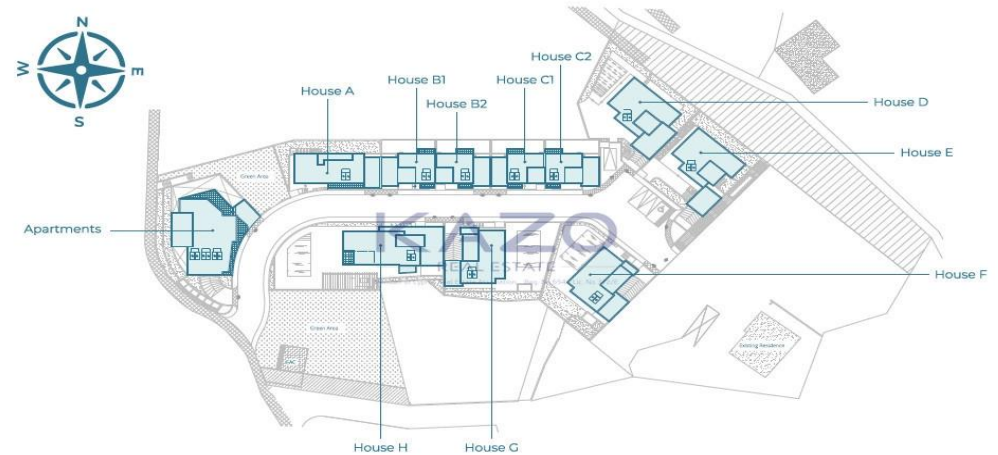 N
W
E
S
House A
House B1
House B2
House C1
House C2
House D
House E
Green Area
Apartments
KAZO
REAL ESTATE
House F
Green Area
Existing Residence
House H
House G